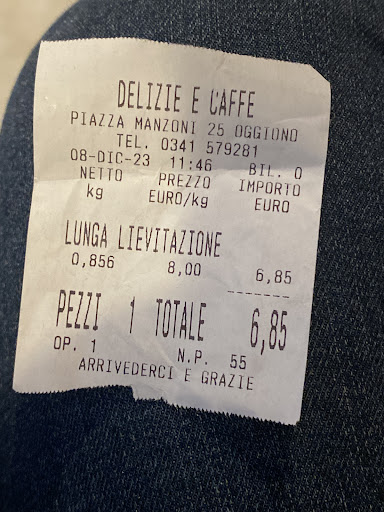 DELIZIE E CAFFE
PIAZZA MANZONI 25 OGGIONO
TEL. 0341 579281
08-DIC-23 11:46 BIL. 0
NETTO PREZZO IMPORTO
kg EURO/kg EURO
LUNGA LIEVITAZIONE
0,856 8,00 6,85
-------
PEZZI 1 TOTALE 6,85
OP. 1 N.P. 55
ARRIVEDERCI E GRAZIE